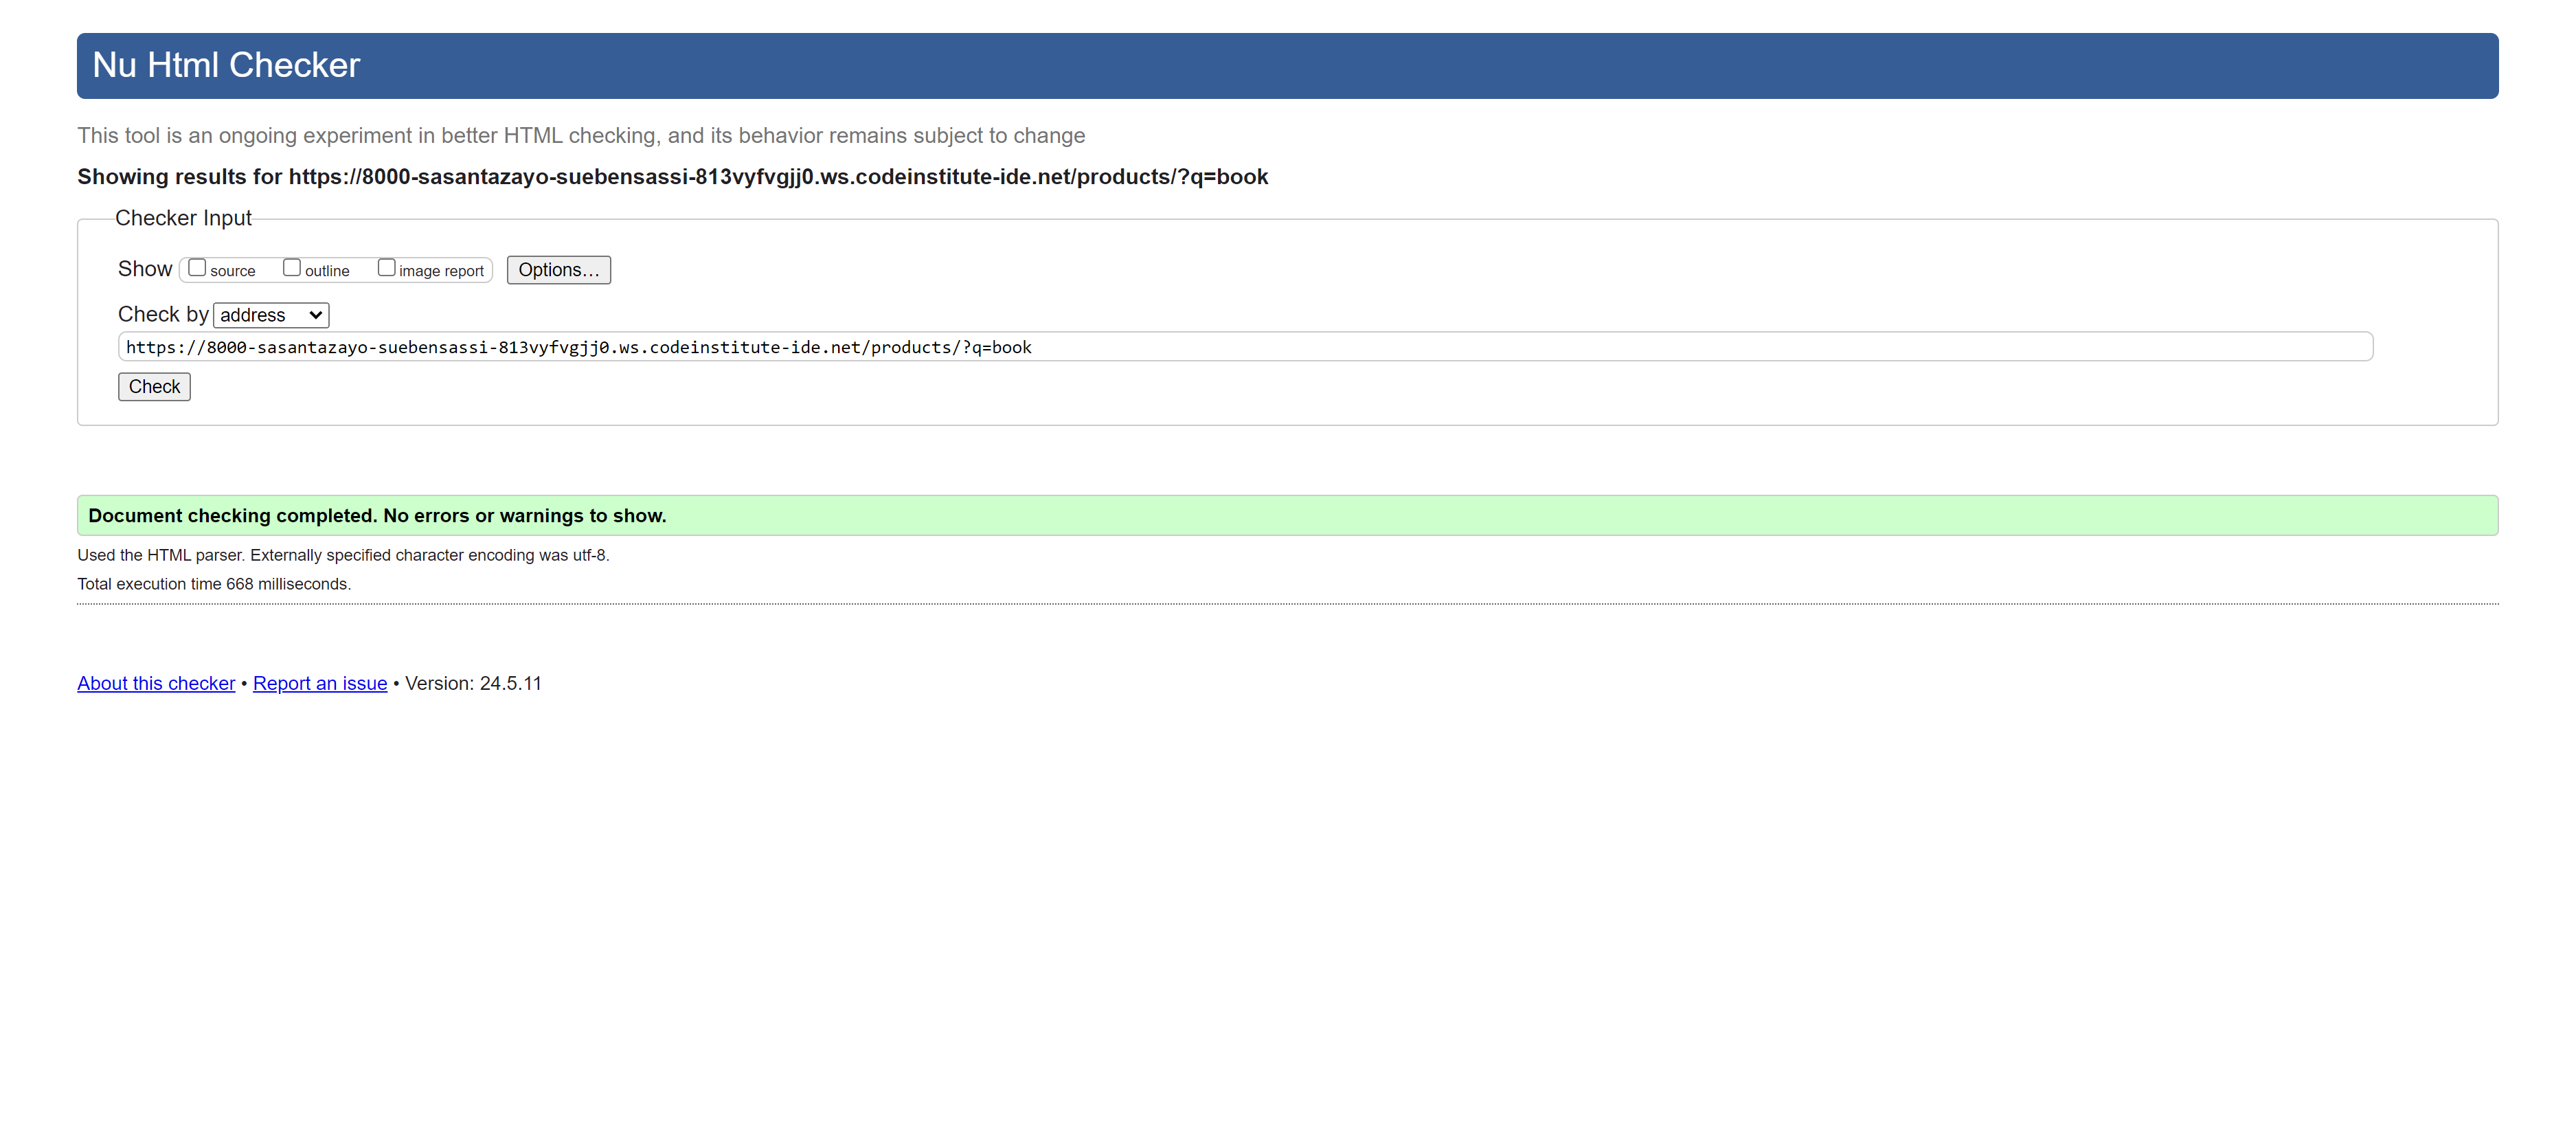 Nu Html Checker
This tool is an ongoing experiment in better HTML checking, and its behavior remains subject to change
Showing results for https://8000-sasantazayo-suebensassi-813vyfvgjj0.ws.codeinstitute-ide.net/products/?q=book
Checker Input
Show source outline image report Options…
Check by address
https://8000-sasantazayo-suebensassi-813vyfvgjj0.ws.codeinstitute-ide.net/products/?q=book
Check
Document checking completed. No errors or warnings to show.
Used the HTML parser. Externally specified character encoding was utf-8.
Total execution time 668 milliseconds.
About this checker • Report an issue • Version: 24.5.11